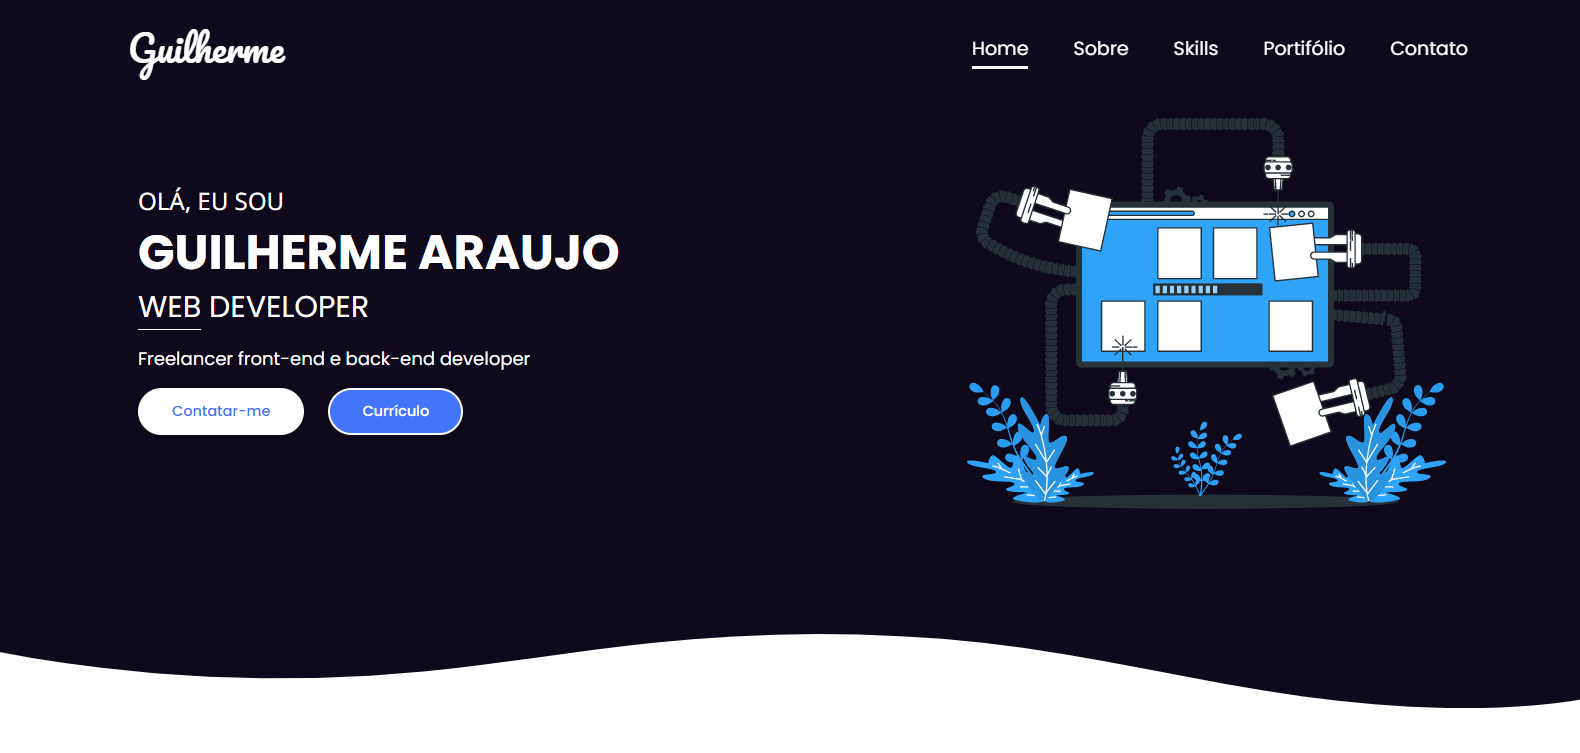 Guilherme
Home Sobre Skills Portifólio Contato
OLÁ, EU SOU
GUILHERME ARAUJO
WEB DEVELOPER
Freelancer front-end e back-end developer
Contatar-me Currículo